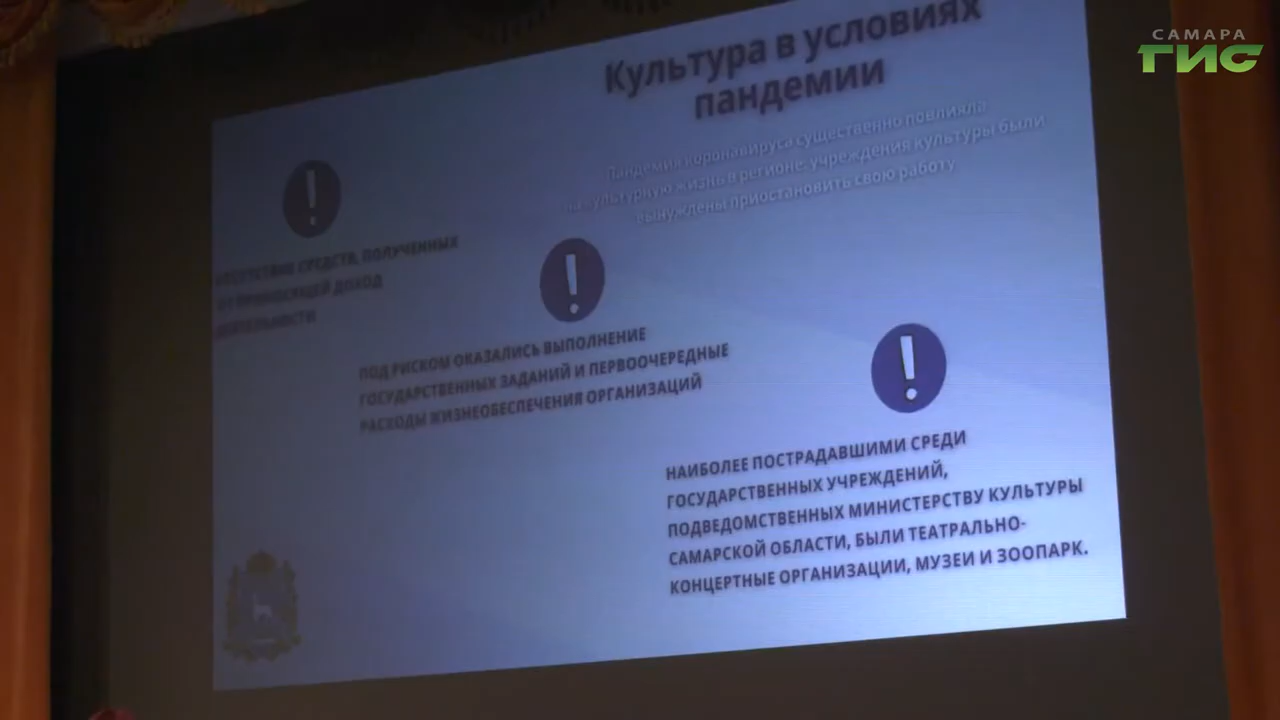 САМАРА
ГИС
Культура в условиях
пандемии
Пандемия коронавируса существенно повлияла
на культурную жизнь в регионе: учреждения культуры были
вынуждены приостановить свою работу
ОТСУТСТВИЕ СРЕДСТВ, ПОЛУЧЕННЫХ
ОТ ПРИНОСЯЩЕЙ ДОХОД
ДЕЯТЕЛЬНОСТИ
ПОД РИСКОМ ОКАЗАЛИСЬ ВЫПОЛНЕНИЕ
ГОСУДАРСТВЕННЫХ ЗАДАНИЙ И ПЕРВООЧЕРЕДНЫЕ
РАСХОДЫ ЖИЗНЕОБЕСПЕЧЕНИЯ ОРГАНИЗАЦИЙ
НАИБОЛЕЕ ПОСТРАДАВШИМИ СРЕДИ
ГОСУДАРСТВЕННЫХ УЧРЕЖДЕНИЙ,
ПОДВЕДОМСТВЕННЫХ МИНИСТЕРСТВУ КУЛЬТУРЫ
САМАРСКОЙ ОБЛАСТИ, БЫЛИ ТЕАТРАЛЬНО-
КОНЦЕРТНЫЕ ОРГАНИЗАЦИИ, МУЗЕИ И ЗООПАРК.